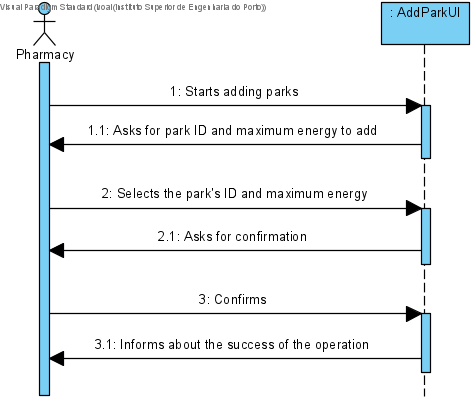 Visual Paradigm Standard (local(Instituto Superior de Engenharia do Porto))
: AddParkUI
Pharmacy
1: Starts adding parks
1.1: Asks for park ID and maximum energy to add
2: Selects the park's ID and maximum energy
2.1: Asks for confirmation
3: Confirms
3.1: Informs about the success of the operation